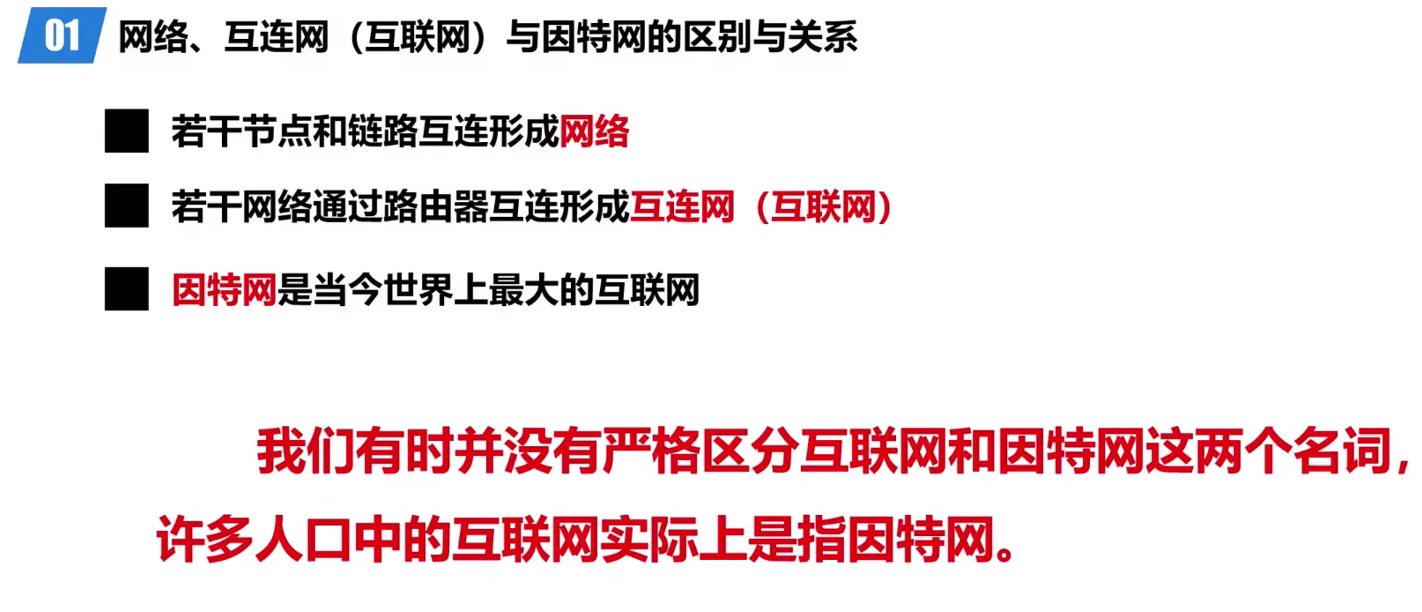 01 网络、互连网（互联网）与因特网的区别与关系
若干节点和链路互连形成网络
若干网络通过路由器互连形成互连网（互联网）
因特网是当今世界上最大的互联网
我们有时并没有严格区分互联网和因特网这两个名词，
许多人口中的互联网实际上是指因特网。